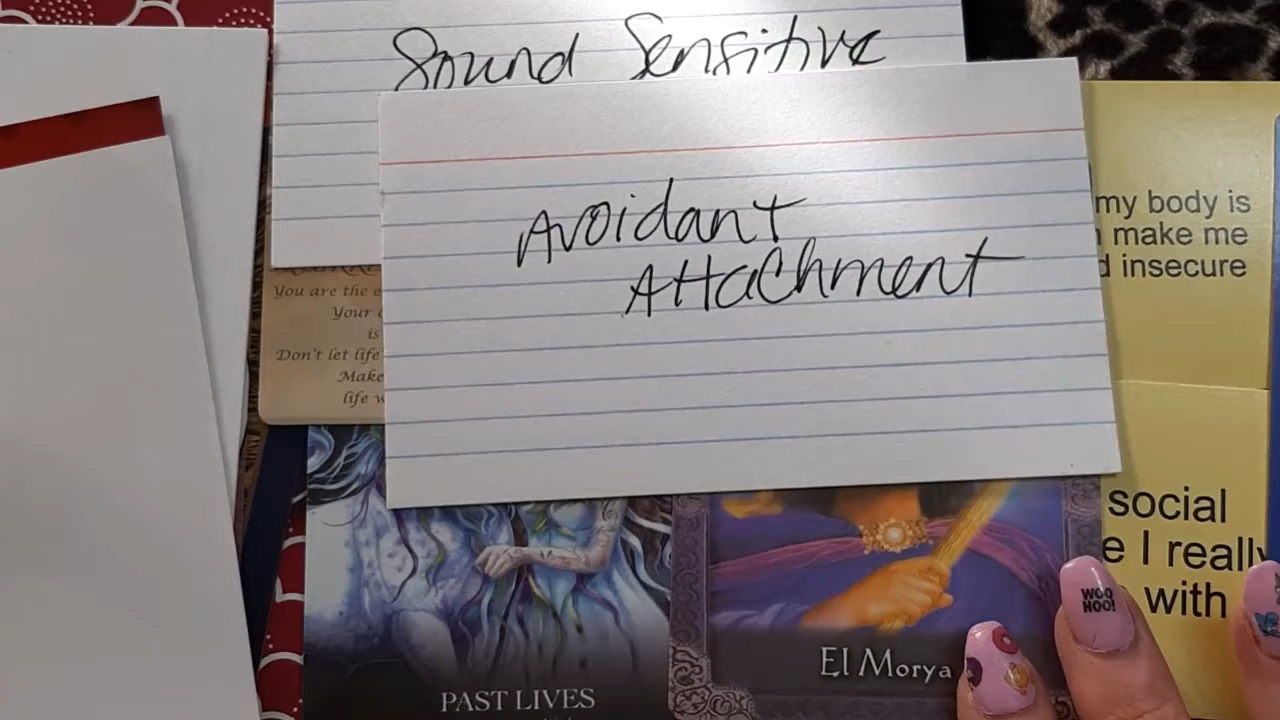 Sound Sensitive
Avoidant
Attachment
my body is
make me
insecure
You are the
Your
is
Don't let life
Make
life
social
I really
with
WOO
HOO!
El Morya
PAST LIVES